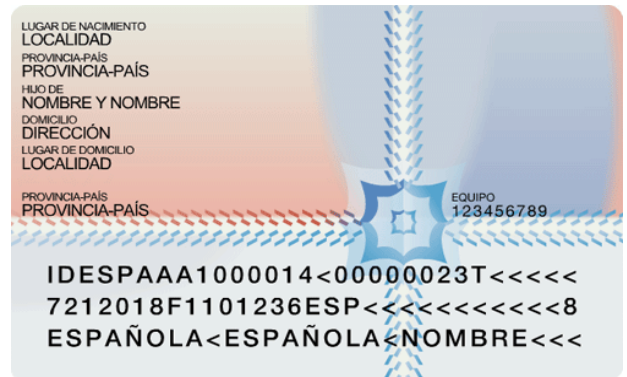 LUGAR DE NACIMIENTO
LOCALIDAD
PROVINCIA-PAÍS
PROVINCIA-PAÍS
HIJO DE
NOMBRE Y NOMBRE
DOMICILIO
DIRECCIÓN
LUGAR DE DOMICILIO
LOCALIDAD
PROVINCIA-PAÍS
PROVINCIA-PAÍS
EQUIPO
123456789
IDESPAAA1000014<00000023T<<<<<
7212018F1101236ESP<<<<<<<<<<<8
ESPAÑOLA<ESPAÑOLA<NOMBRE<<<